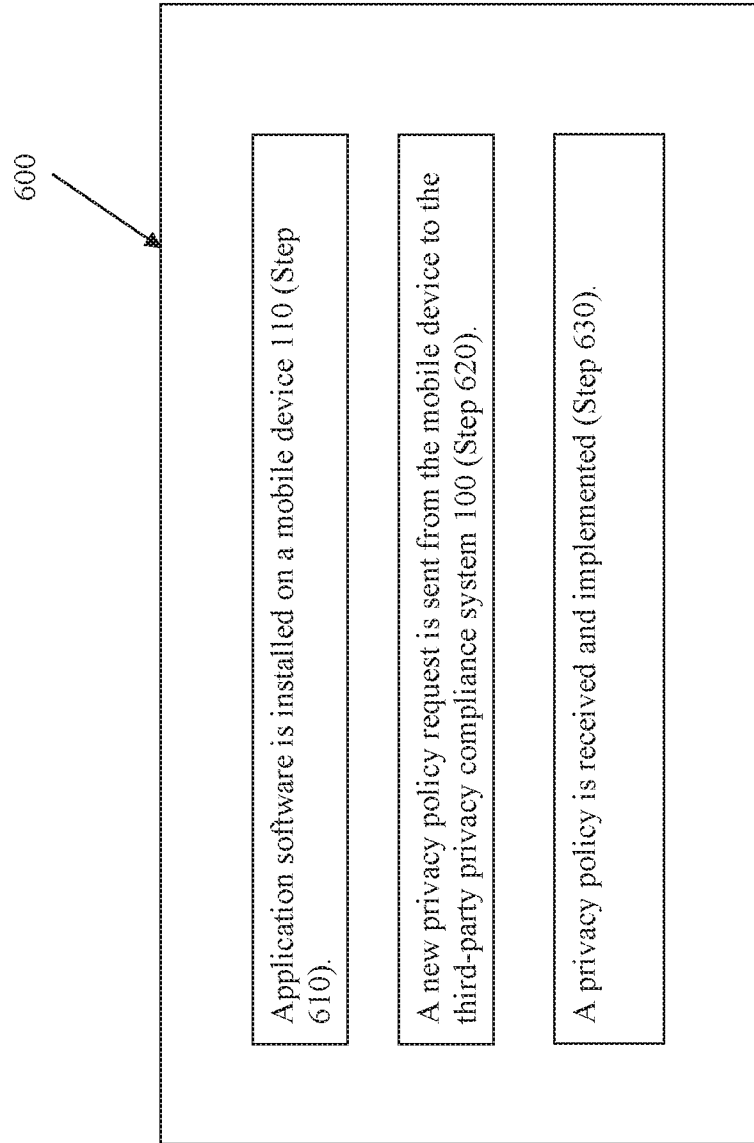 600
Application software is installed on a mobile device 110 (Step
610).
A new privacy policy request is sent from the mobile device to the
third-party privacy compliance system 100 (Step 620).
A privacy policy is received and implemented (Step 630).